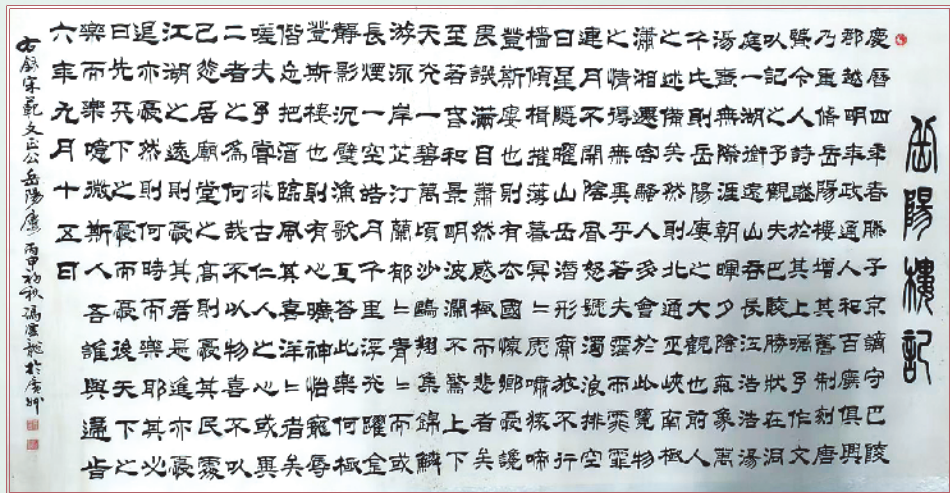 岳陽樓記
慶曆四年春滕子京謫守巴陵
郡越明年政通人和百廢俱興
乃重修岳陽樓增其舊制刻唐
賢今人詩賦於其上囑予作文
以記之予觀夫巴陵勝狀在洞
庭一湖銜遠山吞長江浩浩湯
湯無際涯朝暉夕陰氣象萬
千此則岳陽樓之大觀也前人
之述備矣然則北通巫峽南極
瀟湘遷客騷人多會於此覽物
之情得無異乎若夫霪雨霏霏
連月不開陰風怒號濁浪排空
日星隱曜山岳潛形商旅不行
檣傾楫摧薄暮冥〻虎嘯猿啼
登斯樓也則有去國懷鄉憂讒
畏譏滿目蕭然感極而悲者矣
至若春和景明波瀾不驚上下
天光一碧萬頃沙鷗翔集錦鱗
游泳岸芷汀蘭郁〻青〻而或
長煙一空皓月千里浮光躍金
靜影沉璧漁歌互答此樂何極
登斯樓也則有心曠神怡寵辱
偕忘把酒臨風其喜洋〻者矣
嗟夫予嘗求古仁人之心或異
二者之為何哉不以物喜不以
己悲居廟堂之高則憂其民處
江湖之遠則憂其君是進亦憂
退亦憂然則何時而樂耶其必
曰先天下之憂而憂後天下之
樂而樂噫微斯人吾誰與歸旹
六年九月十五日
右錄宋範文正公岳陽樓 丙申初秋馮龍於廣州